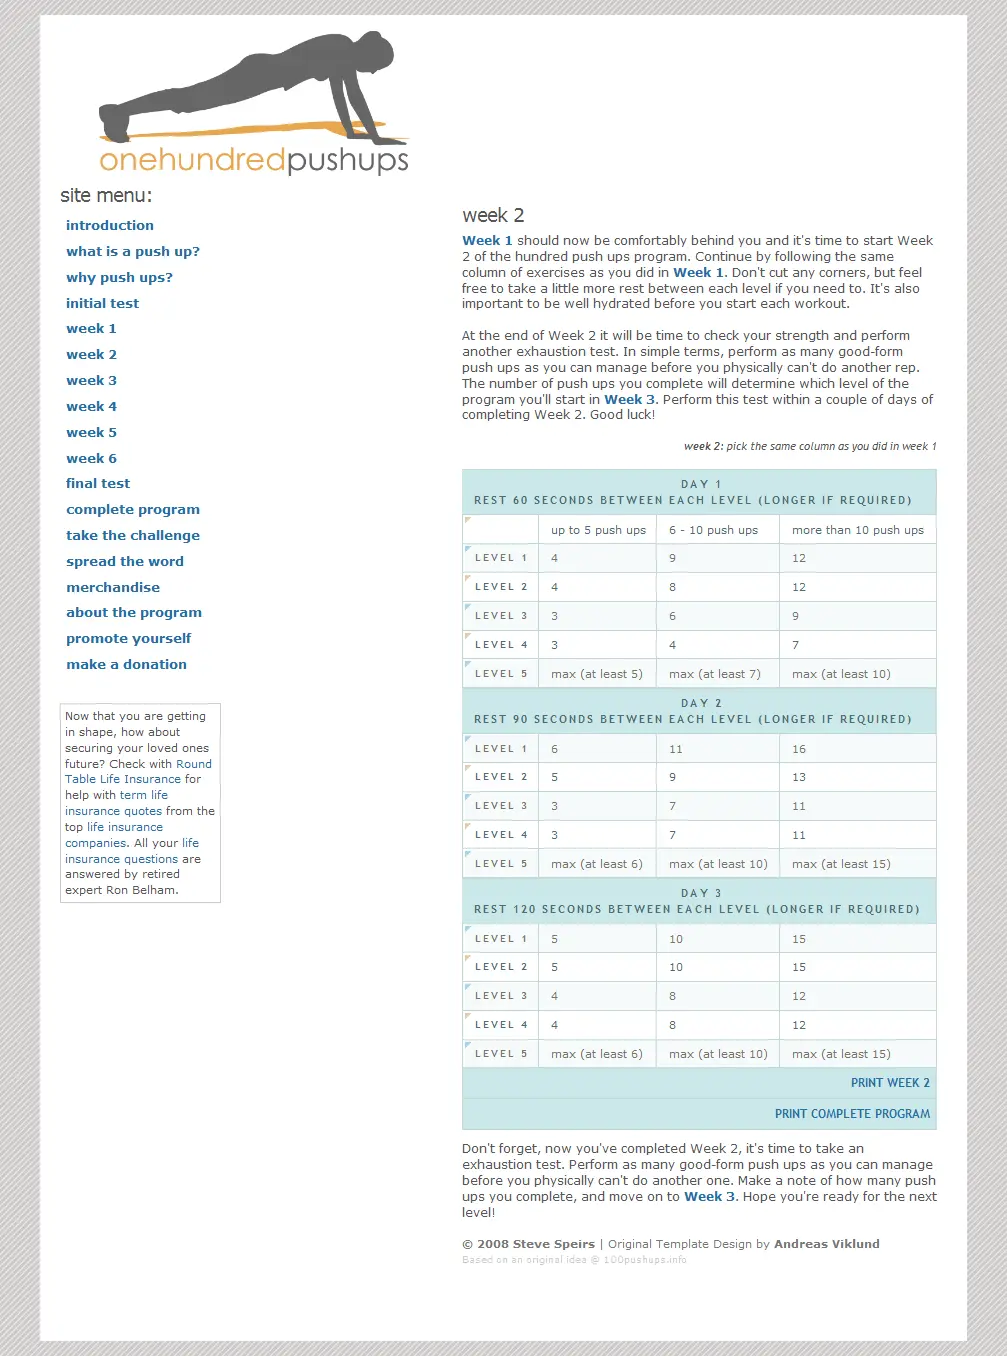 onehundredpushups
site menu:
introduction
what is a push up?
why push ups?
initial test
week 1
week 2
week 3
week 4
week 5
week 6
final test
complete program
take the challenge
spread the word
merchandise
about the program
promote yourself
make a donation
Now that you are getting
in shape, how about
securing your loved ones
future? Check with Round
Table Life Insurance for
help with term life
insurance quotes from the
top life insurance
companies. All your life
insurance questions are
answered by retired
expert Ron Belham.
week 2
Week 1 should now be comfortably behind you and it's time to start Week
2 of the hundred push ups program. Continue by following the same
column of exercises as you did in Week 1. Don't cut any corners, but feel
free to take a little more rest between each level if you need to. It's also
important to be well hydrated before you start each workout.
At the end of Week 2 it will be time to check your strength and perform
another exhaustion test. In simple terms, perform as many good-form
push ups as you can manage before you physically can't do another rep.
The number of push ups you complete will determine which level of the
program you'll start in Week 3. Perform this test within a couple of days of
completing Week 2. Good luck!
week 2: pick the same column as you did in week 1
DAY 1
REST 60 SECONDS BETWEEN EACH LEVEL (LONGER IF REQUIRED)
up to 5 push ups 6 - 10 push ups more than 10 push ups
LEVEL 1 4 9 12
LEVEL 2 4 8 12
LEVEL 3 3 6 9
LEVEL 4 3 4 7
LEVEL 5 max (at least 5) max (at least 7) max (at least 10)
DAY 2
REST 90 SECONDS BETWEEN EACH LEVEL (LONGER IF REQUIRED)
LEVEL 1 6 11 16
LEVEL 2 5 9 13
LEVEL 3 3 7 11
LEVEL 4 3 7 11
LEVEL 5 max (at least 6) max (at least 10) max (at least 15)
DAY 3
REST 120 SECONDS BETWEEN EACH LEVEL (LONGER IF REQUIRED)
LEVEL 1 5 10 15
LEVEL 2 5 10 15
LEVEL 3 4 8 12
LEVEL 4 4 8 12
LEVEL 5 max (at least 6) max (at least 10) max (at least 15)
PRINT WEEK 2
PRINT COMPLETE PROGRAM
Don't forget, now you've completed Week 2, it's time to take an
exhaustion test. Perform as many good-form push ups as you can manage
before you physically can't do another one. Make a note of how many push
ups you complete, and move on to Week 3. Hope you're ready for the next
level!
© 2008 Steve Speirs | Original Template Design by Andreas Viklund
Based on an original idea @ 100pushups.info